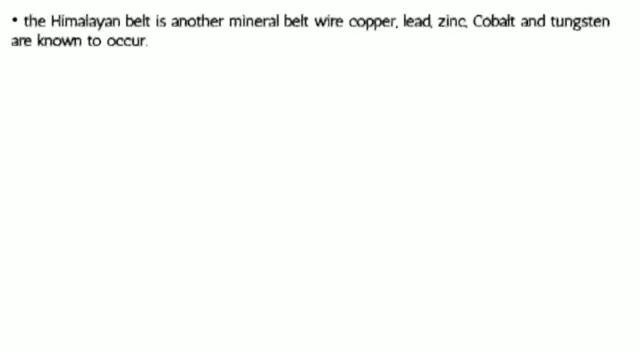 • the Himalayan belt is another mineral belt wire copper, lead, zinc, Cobalt and tungsten
are known to occur.